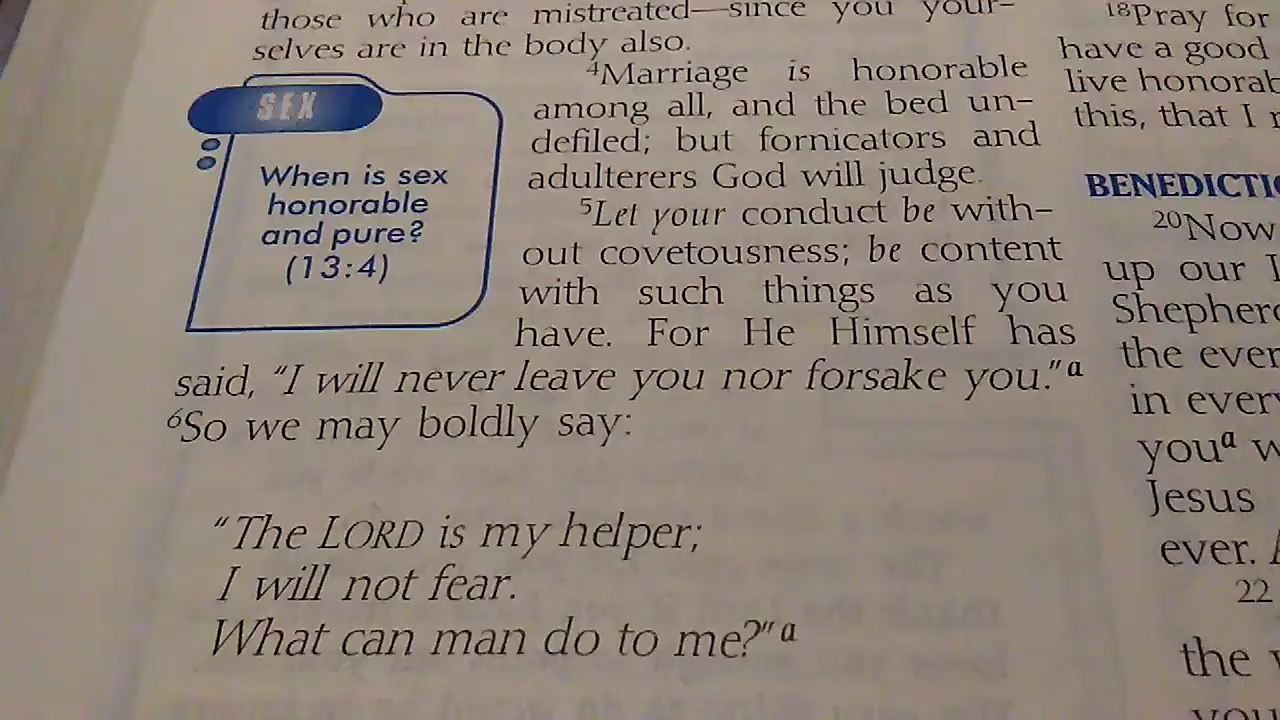 those who are mistreated—since you your-
selves are in the body also.
SEX
When is sex
honorable
and pure?
(13:4)
⁴Marriage is honorable
among all, and the bed un-
defiled; but fornicators and
adulterers God will judge.
⁵Let your conduct be with-
out covetousness; be content
with such things as you
have. For He Himself has
said, “I will never leave you nor forsake you.”ᵃ
⁶So we may boldly say:
“The LORD is my helper;
I will not fear.
What can man do to me?”ᵃ
¹⁸Pray for
have a good
live honorab
this, that I
BENEDICTI
²⁰Now
up our
Shepher
the ever
in ever
youᵃ w
Jesus
ever.
22
the
you